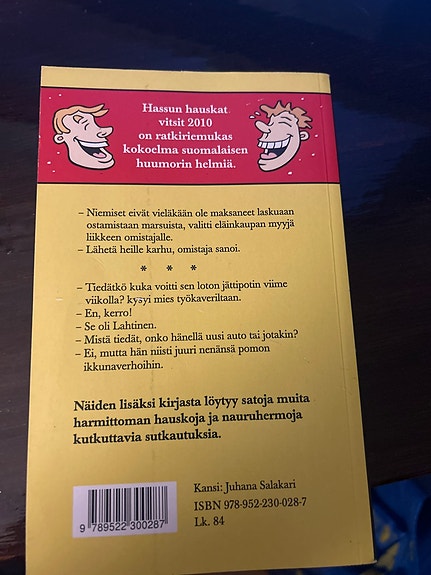 Hassun hauskat
vitsit 2010
on ratkiriemukas
kokoelma suomalaisen
huumorin helmiä.
– Niemiset eivät vieläkään ole maksaneet laskuaan
ostamistaan marsuista, valitti eläinkaupan myyjä
liikkeen omistajalle.
– Lähetä heille karhu, omistaja sanoi.
* * *
– Tiedätkö kuka voitti sen loton jättipotin viime
viikolla? kysyi mies työkaveriltaan.
– En, kerro!
– Se oli Lahtinen.
– Mistä tiedät, onko hänellä uusi auto tai jotakin?
– Ei, mutta hän niisti juuri nenänsä pomon
ikkunaverhoihin.
Näiden lisäksi kirjasta löytyy satoja muita
harmittoman hauskoja ja nauruhermoja
kutkuttavia sutkautuksia.
Kansi: Juhana Salakari
ISBN 978-952-230-028-7
Lk. 84
9 789522 300287